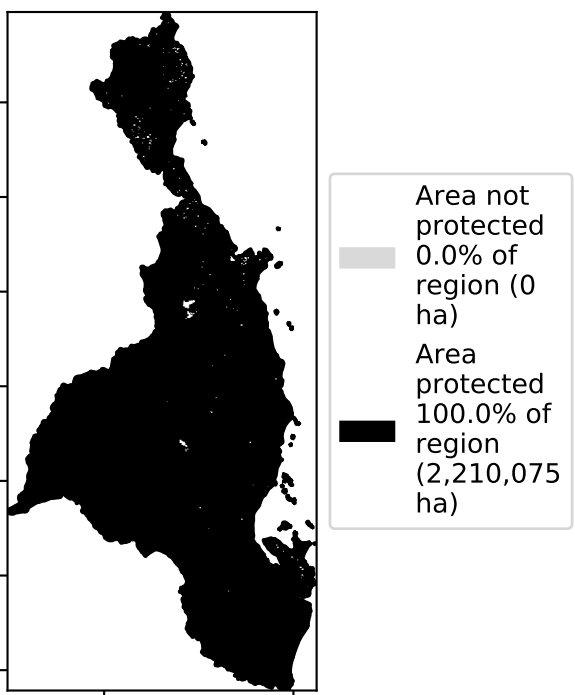 Area not
protected
0.0% of
region (0
ha)
Area
protected
100.0% of
region
(2,210,075
ha)